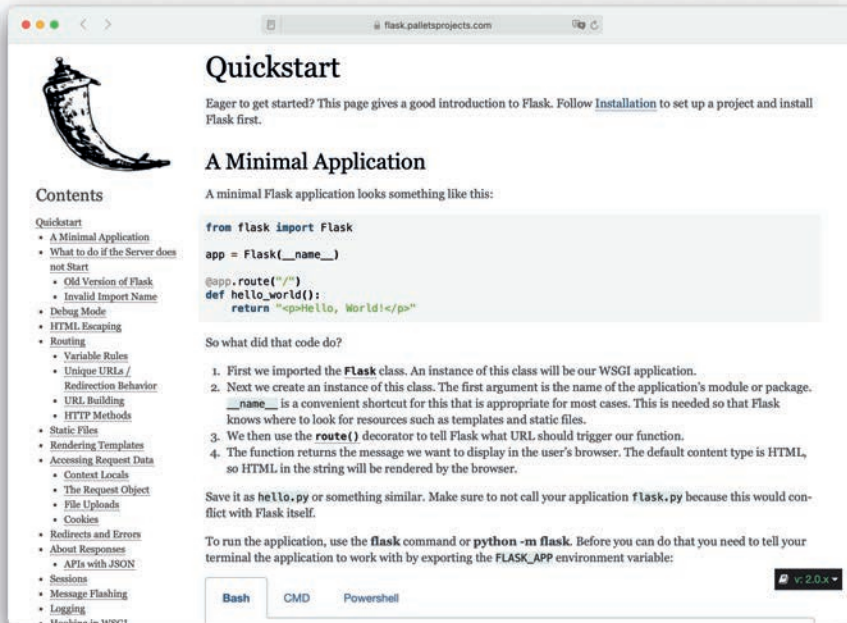 flask.palletsprojects.com
Quickstart
Eager to get started? This page gives a good introduction to Flask. Follow Installation to set up a project and install
Flask first.
A Minimal Application
A minimal Flask application looks something like this:
from flask import Flask
app = Flask(__name__)
@app.route("/")
def hello_world():
    return "<p>Hello, World!</p>"
So what did that code do?
1. First we imported the Flask class. An instance of this class will be our WSGI application.
2. Next we create an instance of this class. The first argument is the name of the application's module or package.
__name__ is a convenient shortcut for this that is appropriate for most cases. This is needed so that Flask
knows where to look for resources such as templates and static files.
3. We then use the route() decorator to tell Flask what URL should trigger our function.
4. The function returns the message we want to display in the user's browser. The default content type is HTML,
so HTML in the string will be rendered by the browser.
Save it as hello.py or something similar. Make sure to not call your application flask.py because this would con-
flict with Flask itself.
To run the application, use the flask command or python -m flask. Before you can do that you need to tell your
terminal the application to work with by exporting the FLASK_APP environment variable:
Bash CMD Powershell
v: 2.0.x
Contents
Quickstart
• A Minimal Application
• What to do if the Server does
not Start
• Old Version of Flask
• Invalid Import Name
• Debug Mode
• HTML Escaping
• Routing
• Variable Rules
• Unique URLs /
Redirection Behavior
• URL Building
• HTTP Methods
• Static Files
• Rendering Templates
• Accessing Request Data
• Context Locals
• The Request Object
• File Uploads
• Cookies
• Redirects and Errors
• About Responses
• APIs with JSON
• Sessions
• Message Flashing
• Logging